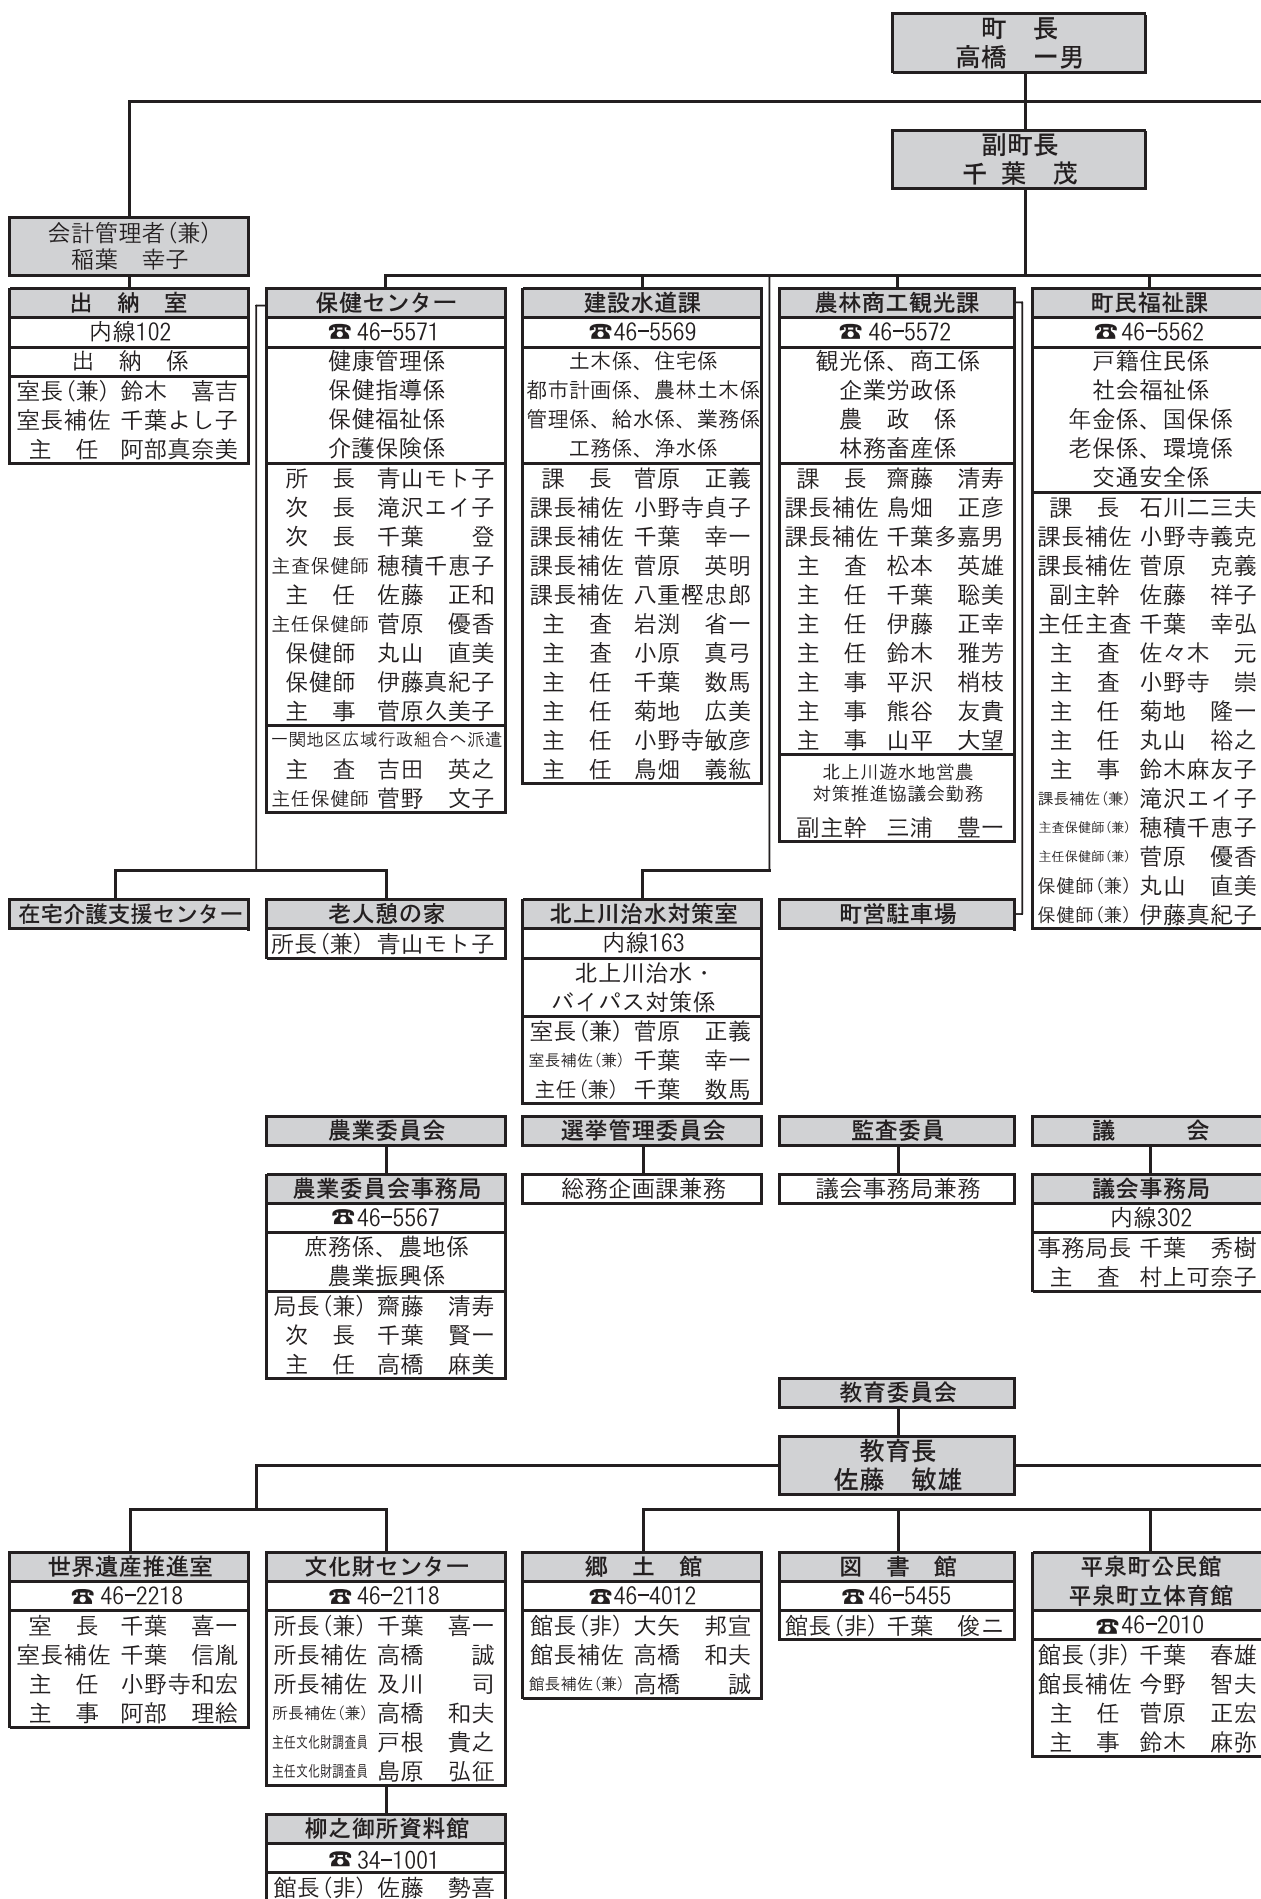 町　長
高橋　一男
副町長
千葉　茂
会計管理者(兼)
稲葉　幸子
出　納　室
内線102
出　納　係
室長(兼) 鈴木　喜吉
室長補佐 千葉よし子
主　任 阿部真奈美
保健センター
☎ 46−5571
健康管理係
保健指導係
保健福祉係
介護保険係
所　長 青山モト子
次　長 滝沢エイ子
次　長 千葉　登
主査保健師 穂積千恵子
主　任 佐藤　正和
主任保健師 菅原　優香
保健師 丸山　直美
保健師 伊藤真紀子
主　事 菅原久美子
一関地区広域行政組合へ派遣
主　査 吉田　英之
主任保健師 菅野　文子
建設水道課
☎46−5569
土木係、住宅係
都市計画係、農林土木係
管理係、給水係、業務係
工務係、浄水係
課　長 菅原　正義
課長補佐 小野寺貞子
課長補佐 千葉　幸一
課長補佐 菅原　英明
課長補佐 八重樫忠郎
主　査 岩渕　省一
主　査 小原　真弓
主　任 千葉　数馬
主　任 菊地　広美
主　任 小野寺敏彦
主　任 鳥畑　義紘
農林商工観光課
☎ 46−5572
観光係、商工係
企業労政係
農　政　係
林務畜産係
課　長 齋藤　清寿
課長補佐 鳥畑　正彦
課長補佐 千葉多嘉男
主　査 松本　英雄
主　任 千葉　聡美
主　任 伊藤　正幸
主　任 鈴木　雅芳
主　事 平沢　梢枝
主　事 熊谷　友貴
主　事 山平　大望
北上川遊水地営農
対策推進協議会勤務
副主幹 三浦　豊一
町民福祉課
☎46−5562
戸籍住民係
社会福祉係
年金係、国保係
老保係、環境係
交通安全係
課　長 石川二三夫
課長補佐 小野寺義克
課長補佐 菅原　克義
副主幹 佐藤　祥子
主任主査 千葉　幸弘
主　査 佐々木　元
主　査 小野寺　崇
主　任 菊地　隆一
主　任 丸山　裕之
主　事 鈴木麻友子
課長補佐(兼) 滝沢エイ子
主査保健師(兼) 穂積千恵子
主任保健師(兼) 菅原　優香
保健師(兼) 丸山　直美
保健師(兼) 伊藤真紀子
在宅介護支援センター
老人憩の家
所長(兼) 青山モト子
北上川治水対策室
内線163
北上川治水・
バイパス対策係
室長(兼) 菅原　正義
室長補佐(兼) 千葉　幸一
主任(兼) 千葉　数馬
町営駐車場
農業委員会
農業委員会事務局
☎46−5567
庶務係、農地係
農業振興係
局長(兼) 齋藤　清寿
次　長 千葉　賢一
主　任 高橋　麻美
選挙管理委員会
総務企画課兼務
監査委員
議会事務局兼務
議　会
議会事務局
内線302
事務局長 千葉　秀樹
主　査 村上可奈子
教育委員会
教育長
佐藤　敏雄
世界遺産推進室
☎ 46−2218
室　長 千葉　喜一
室長補佐 千葉　信胤
主　任 小野寺和宏
主　事 阿部　理絵
文化財センター
☎ 46−2118
所長(兼) 千葉　喜一
所長補佐 高橋　誠
所長補佐 及川　司
所長補佐(兼) 高橋　和夫
主任文化財調査員 戸根　貴之
主任文化財調査員 島原　弘征
柳之御所資料館
☎ 34−1001
館長(非) 佐藤　勢喜
郷　土　館
☎46−4012
館長(非) 大矢　邦宣
館長補佐 高橋　和夫
館長補佐(兼) 高橋　誠
図　書　館
☎ 46−5455
館長(非) 千葉　俊二
平泉町公民館
平泉町立体育館
☎46−2010
館長(非) 千葉　春雄
館長補佐 今野　智夫
主　任 菅原　正宏
主　事 鈴木　麻弥